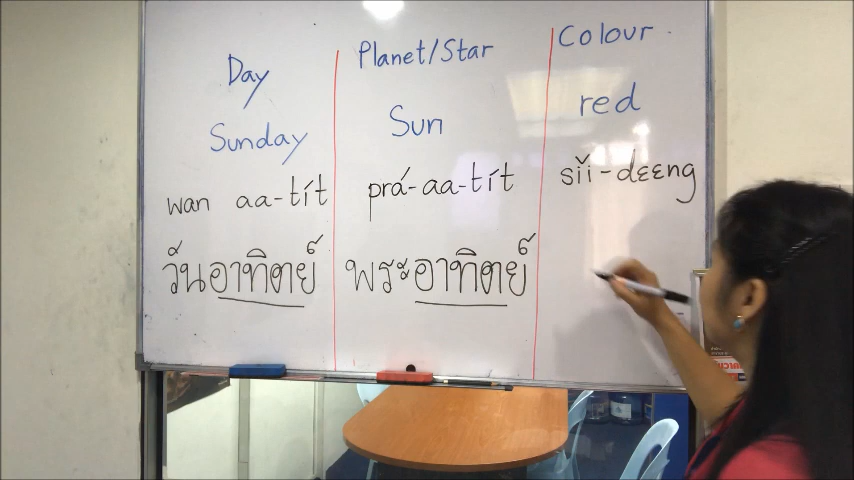 Day
Sunday
wan aa-tít
วันอาทิตย์
Planet/Star
Sun
prá-aa-tít
พระอาทิตย์
Colour
red
sǐi-dɛɛng